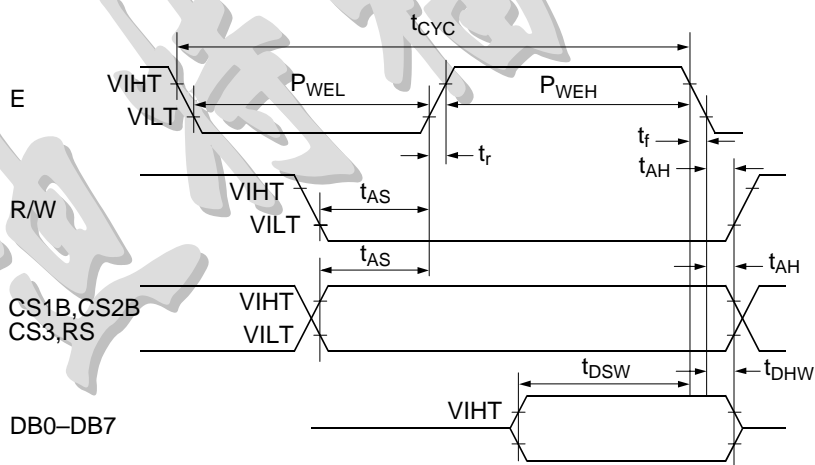 tCYC
E
VIHT
VILT
PWEL
PWEH
tf
tr
tAH
R/W
VIHT
VILT
tAS
tAS
tAH
CS1B,CS2B
CS3,RS
VIHT
VILT
tDSW
tDHW
DB0–DB7
VIHT